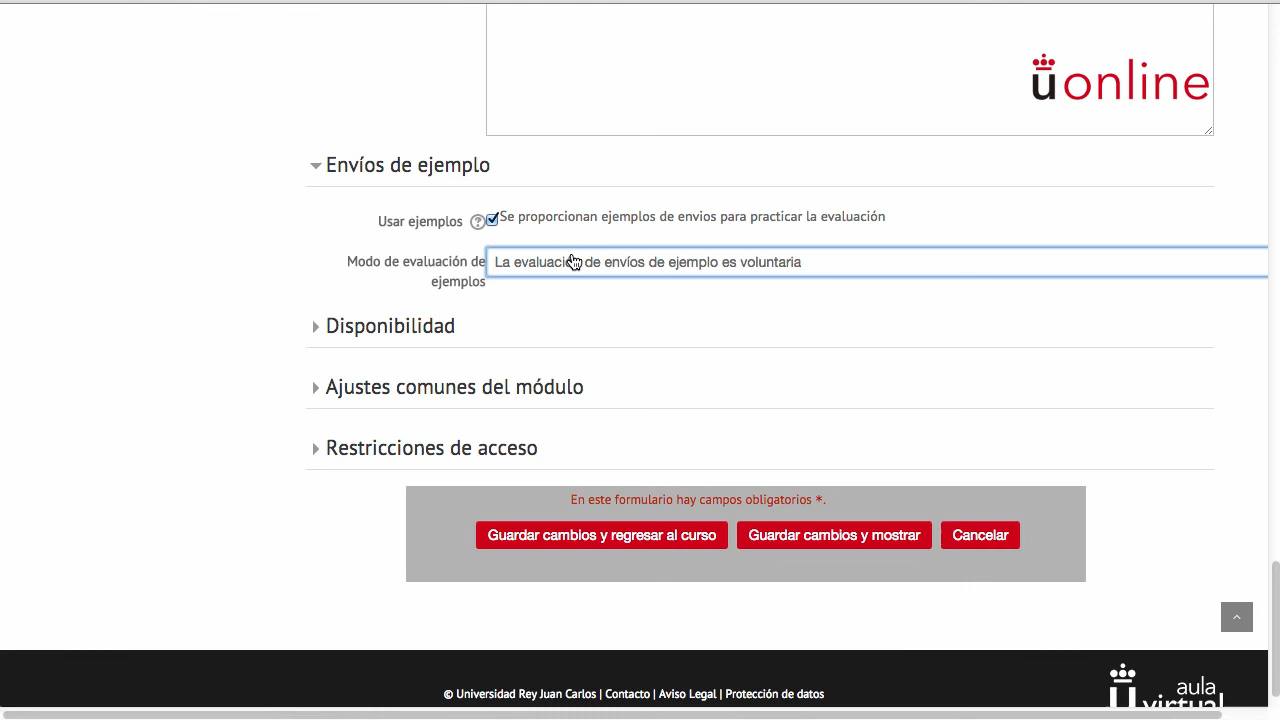 ü online
Envíos de ejemplo
Usar ejemplos ? Se proporcionan ejemplos de envios para practicar la evaluación
Modo de evaluación de ejemplos
La evaluación de envíos de ejemplo es voluntaria
Disponibilidad
Ajustes comunes del módulo
Restricciones de acceso
En este formulario hay campos obligatorios *.
Guardar cambios y regresar al curso Guardar cambios y mostrar Cancelar
© Universidad Rey Juan Carlos | Contacto | Aviso Legal | Protección de datos
ü aula
virtual